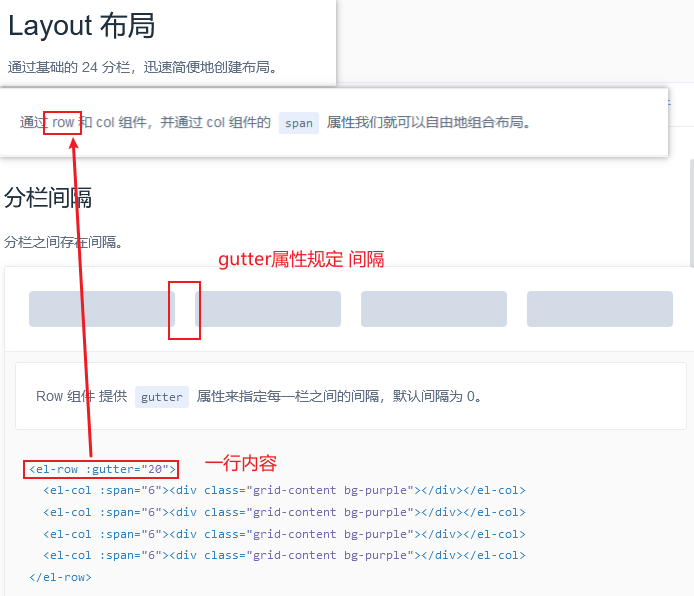 Layout 布局
通过基础的 24 分栏，迅速简便地创建布局。
通过 row 和 col 组件，并通过 col 组件的 span 属性我们就可以自由地组合布局。
分栏间隔
分栏之间存在间隔。
gutter属性规定 间隔
Row 组件 提供 gutter 属性来指定每一栏之间的间隔，默认间隔为 0。
<el-row :gutter="20"> 一行内容
<el-col :span="6"><div class="grid-content bg-purple"></div></el-col>
<el-col :span="6"><div class="grid-content bg-purple"></div></el-col>
<el-col :span="6"><div class="grid-content bg-purple"></div></el-col>
<el-col :span="6"><div class="grid-content bg-purple"></div></el-col>
</el-row>